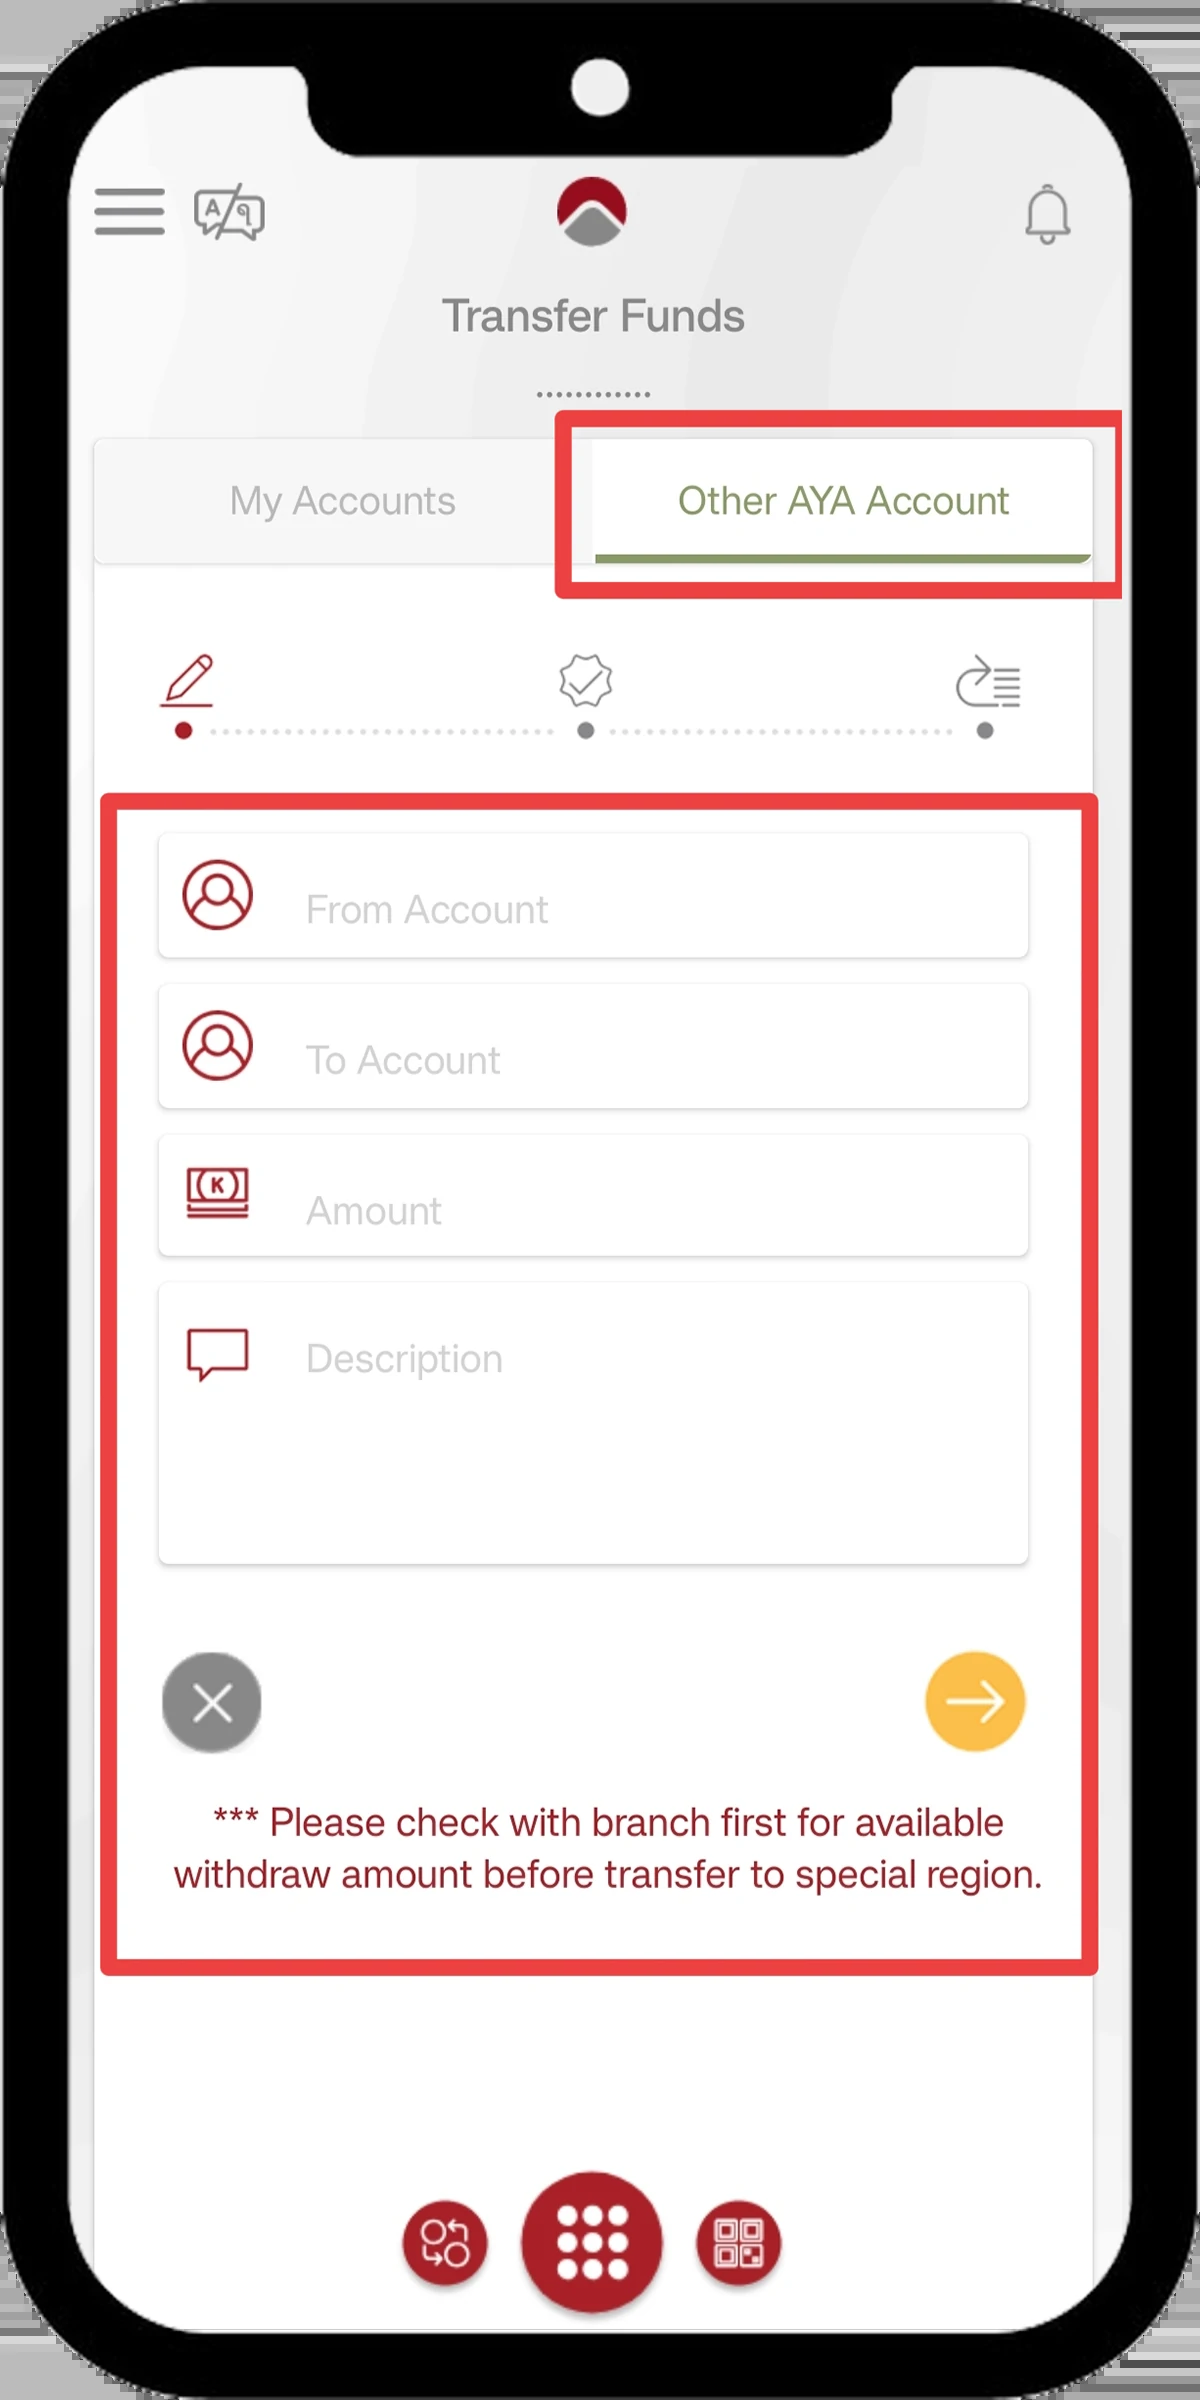 Transfer Funds
My Accounts
Other AYA Account
From Account
To Account
K
Amount
Description
*** Please check with branch first for available
withdraw amount before transfer to special region.